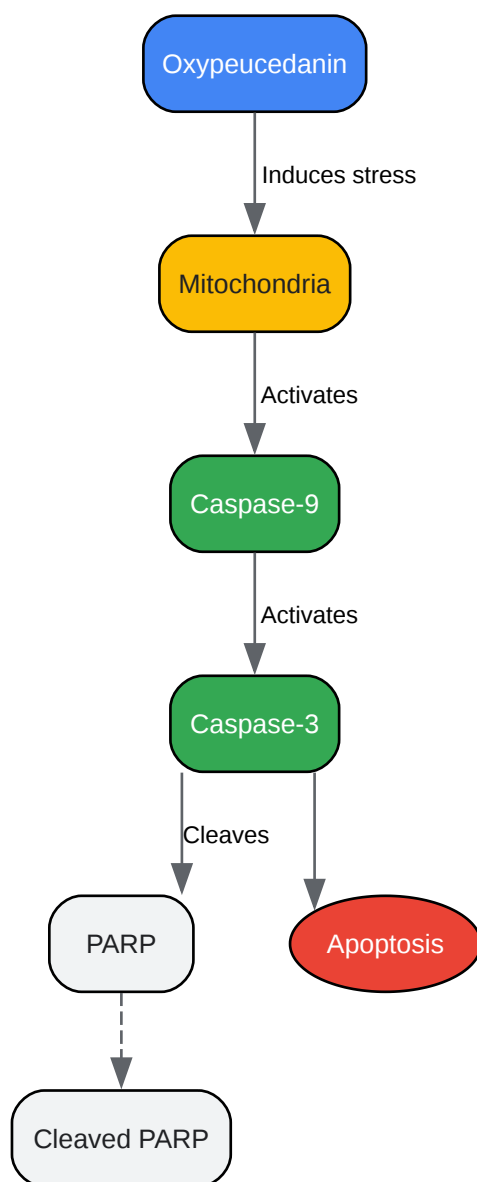 Oxypeucedanin
Induces stress
Mitochondria
Activates
Caspase-9
Activates
Caspase-3
Cleaves
PARP
Apoptosis
Cleaved PARP